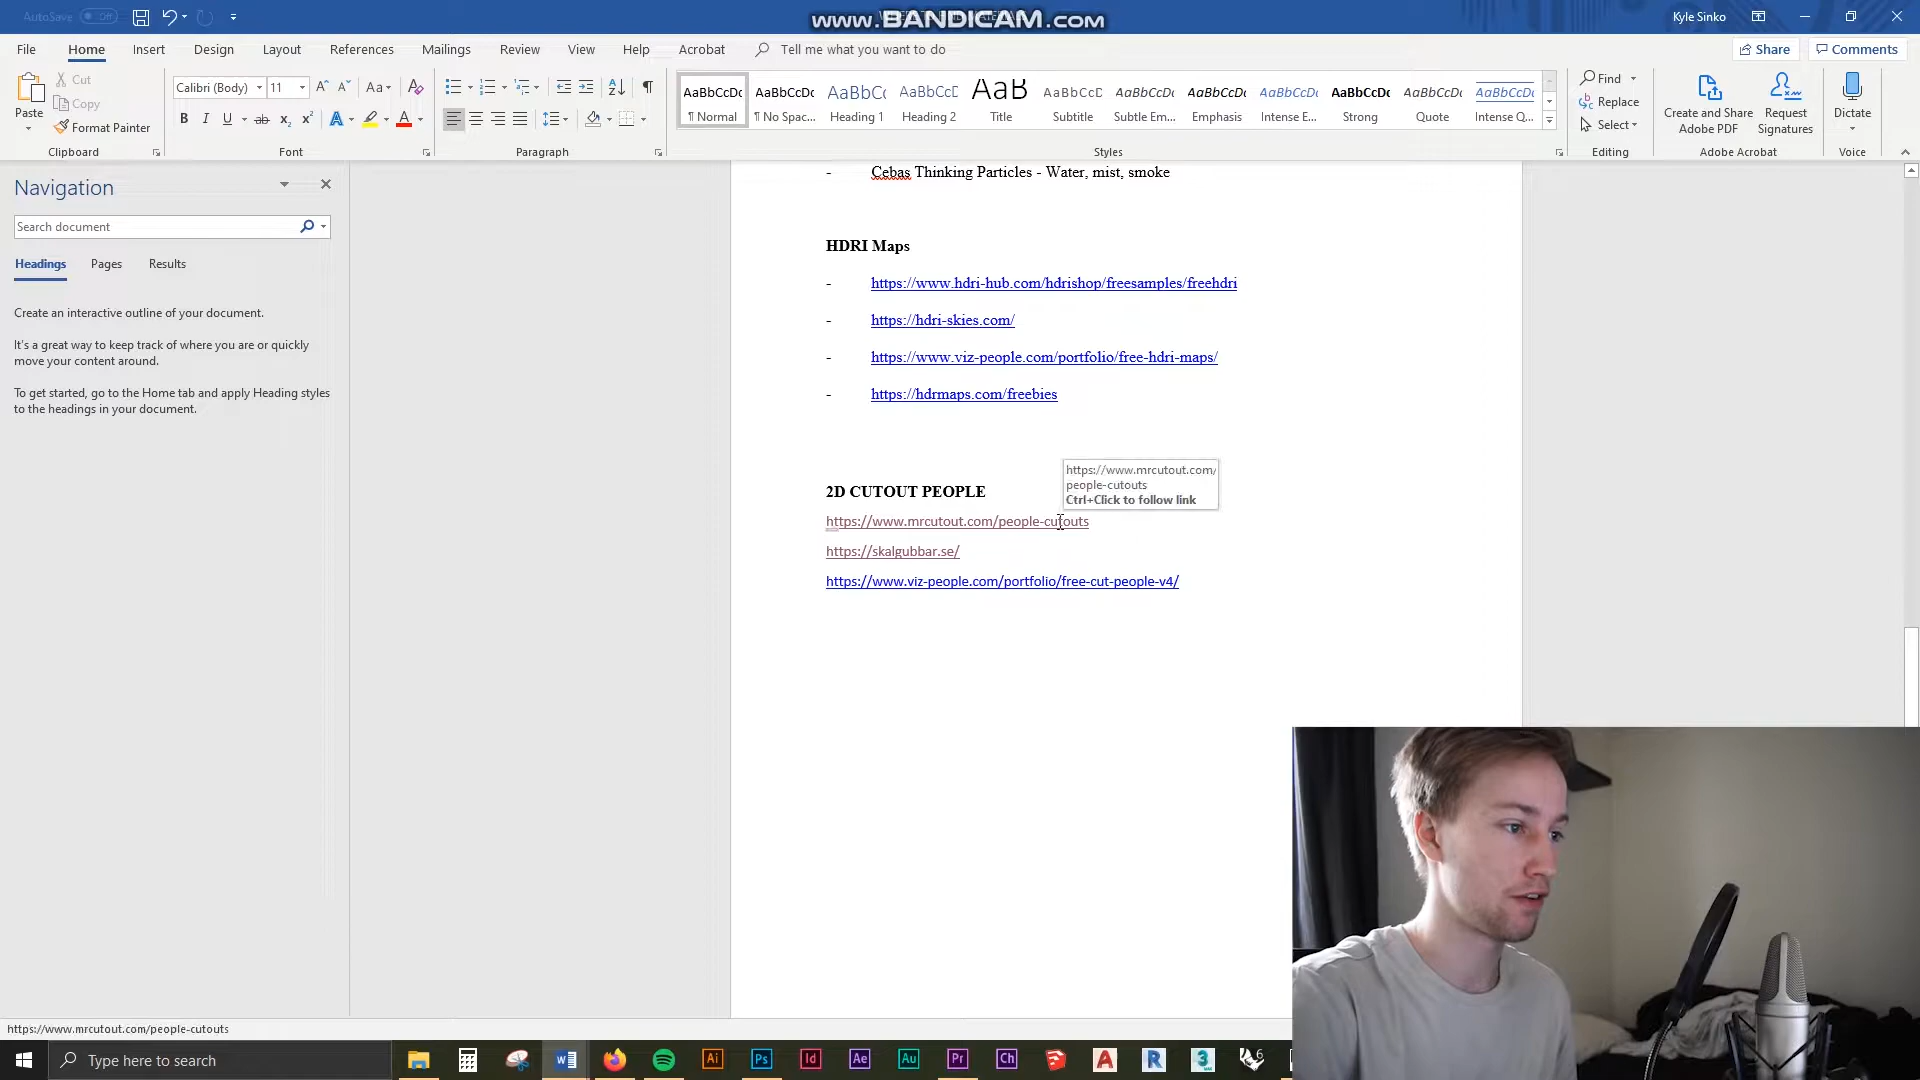 AutoSave Off
www.BANDICAM.com
Kyle Sinko
File Home Insert Design Layout References Mailings Review View Help Acrobat Tell me what you want to do
Share Comments
Paste
Cut
Copy
Format Painter
Clipboard
Calibri (Body) 11
Font
Paragraph
AaBbCcDc AaBbCcDc AaBbCc AaBbCcD AaB AaBbCcD AaBbCcDc AaBbCcDc AaBbCcDc AaBbCcDc AaBbCcDc AaBbCcDc
¶ Normal ¶ No Spac... Heading 1 Heading 2 Title Subtitle Subtle Em... Emphasis Intense E... Strong Quote Intense Q...
Styles
Find
Replace
Select
Editing
Create and Share
Adobe PDF
Request
Signatures
Adobe Acrobat
Dictate
Voice
Navigation
Search document
Headings Pages Results
Create an interactive outline of your document.
It's a great way to keep track of where you are or quickly
move your content around.
To get started, go to the Home tab and apply Heading styles
to the headings in your document.
- Cebas Thinking Particles - Water, mist, smoke
HDRI Maps
- https://www.hdri-hub.com/hdrishop/freesamples/freehdri
- https://hdri-skies.com/
- https://www.viz-people.com/portfolio/free-hdri-maps/
- https://hdrmaps.com/freebies
https://www.mrcutout.com/
people-cutouts
Ctrl+Click to follow link
2D CUTOUT PEOPLE
https://www.mrcutout.com/people-cutouts
https://skalgubbar.se/
https://www.viz-people.com/portfolio/free-cut-people-v4/
https://www.mrcutout.com/people-cutouts
Type here to search